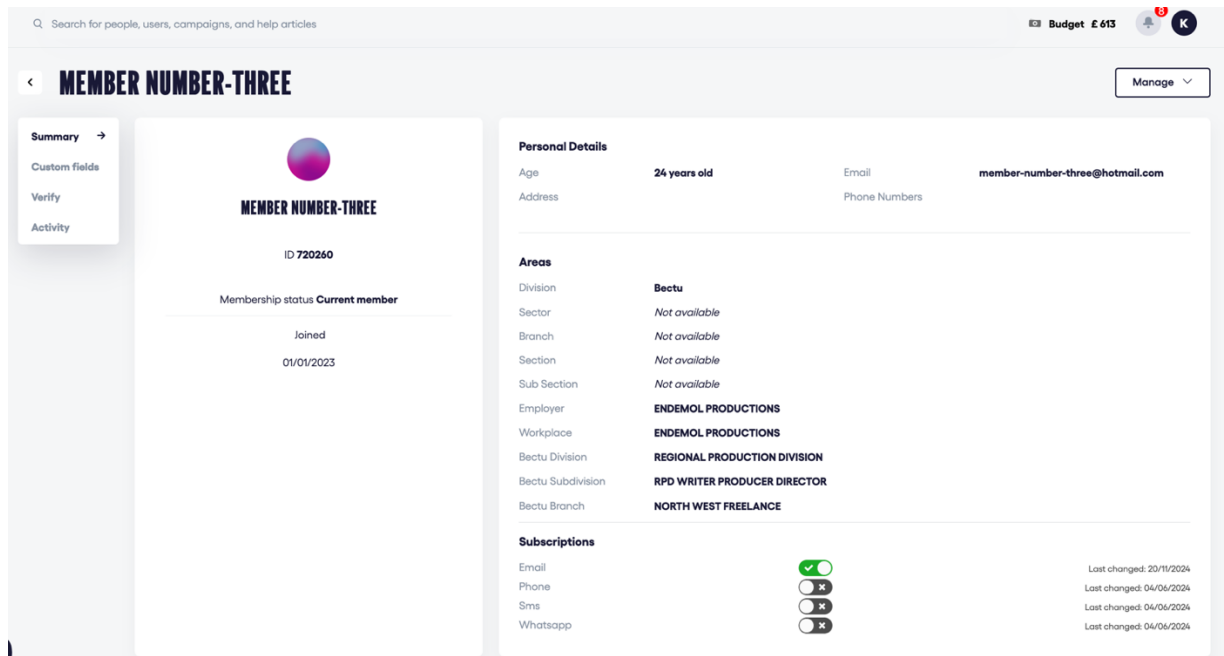 Search for people, users, campaigns, and help articles
Budget £613
8
K
MEMBER NUMBER-THREE
Manage
Summary
Custom fields
Verify
Activity
MEMBER NUMBER-THREE
ID 720260
Membership status Current member
Joined
01/01/2023
Personal Details
Age 24 years old Email member-number-three@hotmail.com
Address Phone Numbers
Areas
Division Bectu
Sector Not available
Branch Not available
Section Not available
Sub Section Not available
Employer ENDEMOL PRODUCTIONS
Workplace ENDEMOL PRODUCTIONS
Bectu Division REGIONAL PRODUCTION DIVISION
Bectu Subdivision RPD WRITER PRODUCER DIRECTOR
Bectu Branch NORTH WEST FREELANCE
Subscriptions
Email Last changed: 20/11/2024
Phone Last changed: 04/06/2024
Sms Last changed: 04/06/2024
Whatsapp Last changed: 04/06/2024